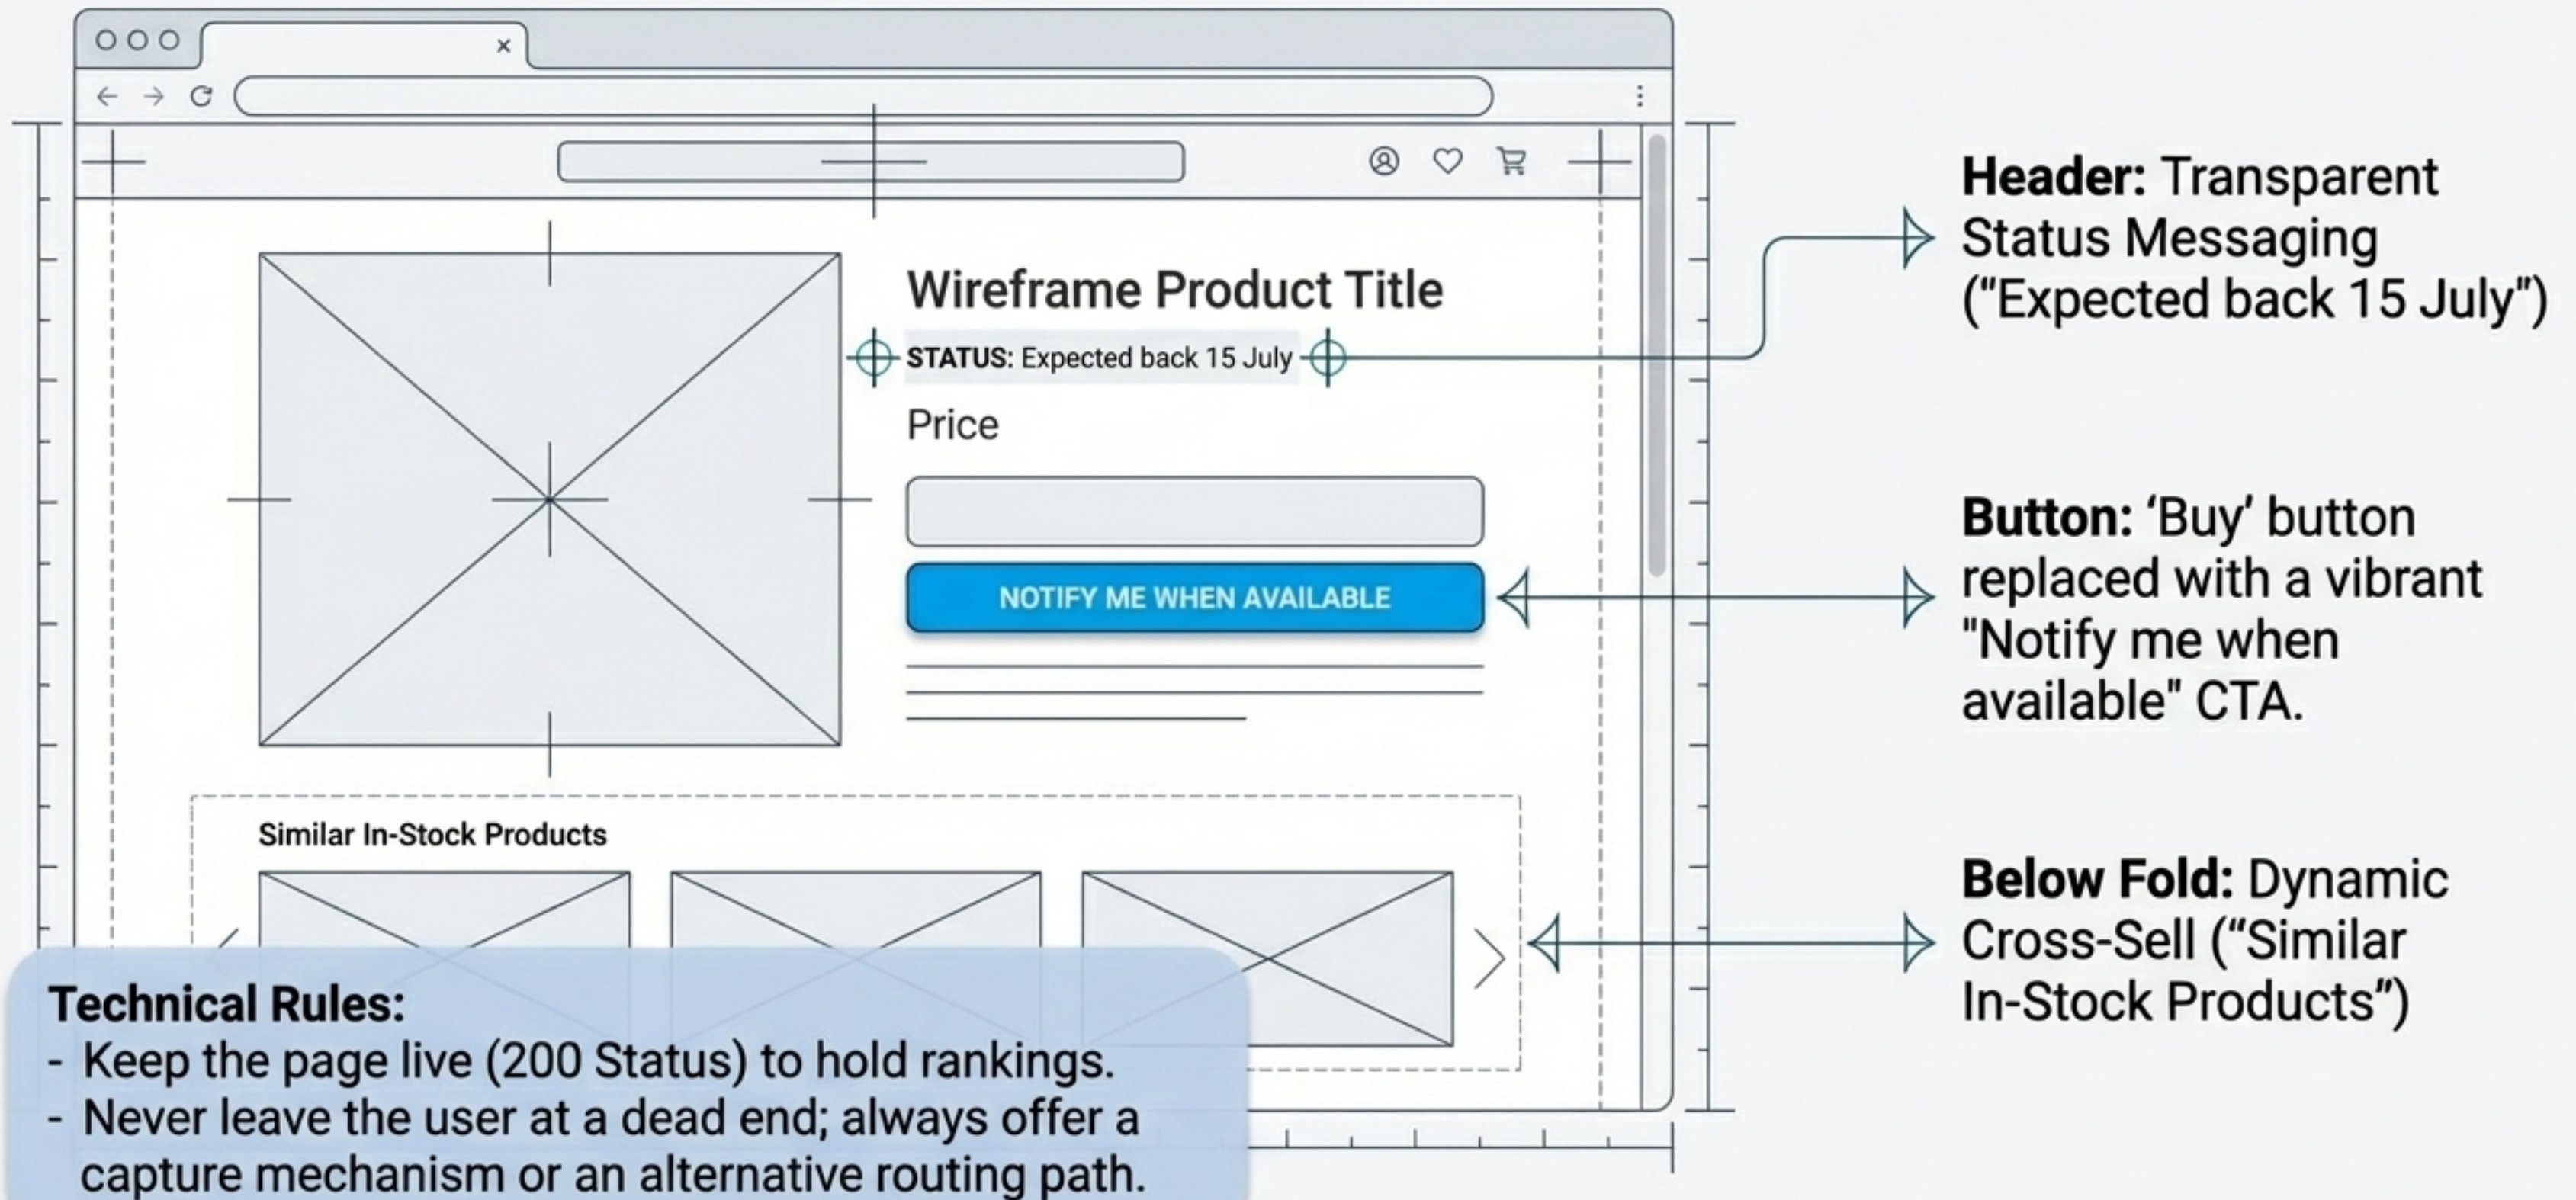 Wireframe Product Title
STATUS: Expected back 15 July
Price
NOTIFY ME WHEN AVAILABLE
Similar In-Stock Products
Header: Transparent
Status Messaging
(“Expected back 15 July")
Button: ‘Buy’ button
replaced with a vibrant
"Notify me when
available" CTA.
Below Fold: Dynamic
Cross-Sell (“Similar
In-Stock Products”)
Technical Rules:
- Keep the page live (200 Status) to hold rankings.
- Never leave the user at a dead end; always offer a
capture mechanism or an alternative routing path.